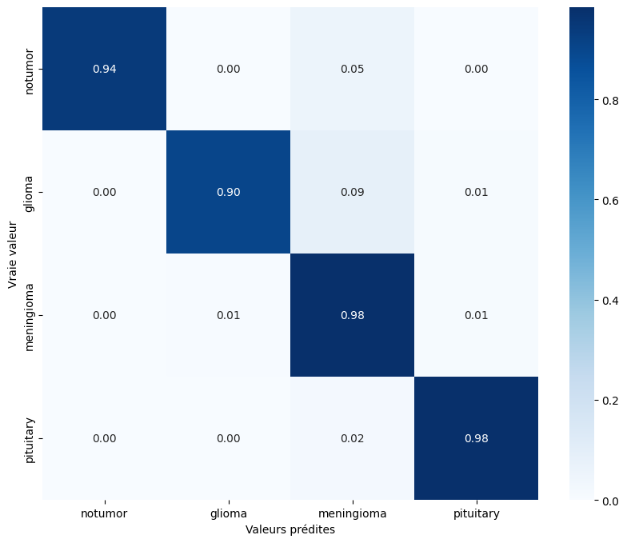 notumor 0.94 0.00 0.05 0.00
glioma 0.00 0.90 0.09 0.01
meningioma 0.00 0.01 0.98 0.01
pituitary 0.00 0.00 0.02 0.98
notumor glioma meningioma pituitary
Valeurs prédites
Vraie valeur
0.8
0.6
0.4
0.2
0.0